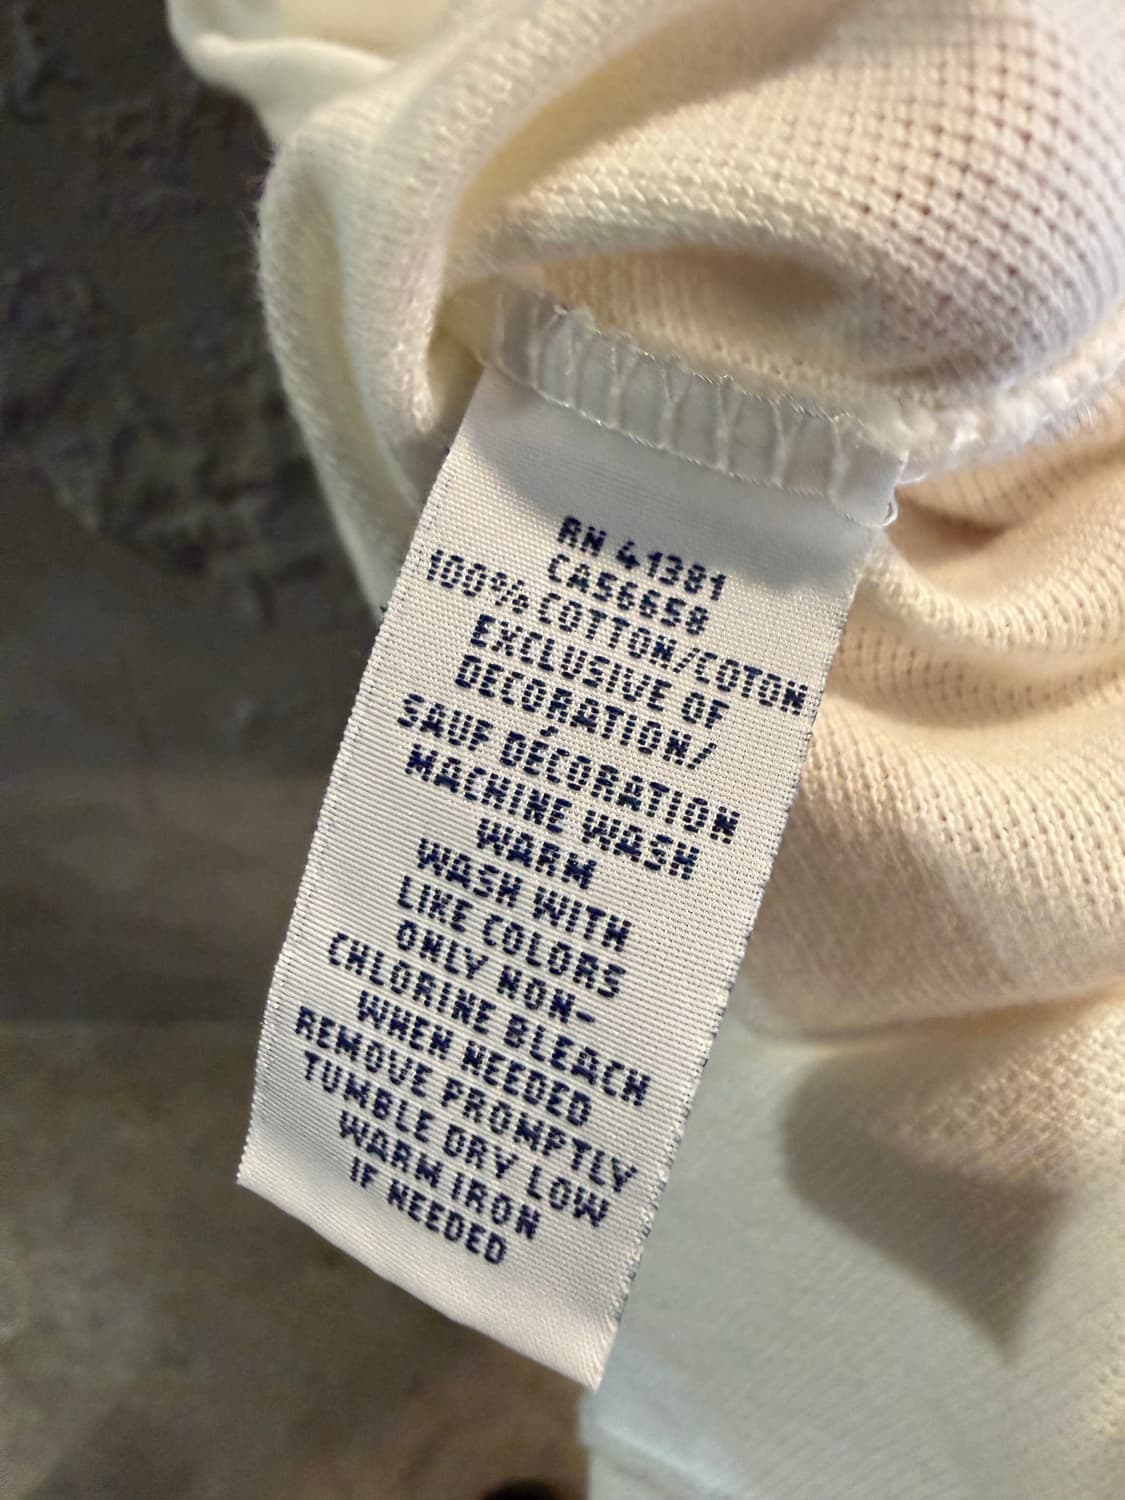 RN 41381
CA56658
100% COTTON/COTON
EXCLUSIVE OF
DECORATION/
SAUF DÉCORATION
MACHINE WASH
WARM
WASH WITH
LIKE COLORS
ONLY NON-
CHLORINE BLEACH
WHEN NEEDED
REMOVE PROMPTLY
TUMBLE DRY LOW
WARM IRON
IF NEEDED